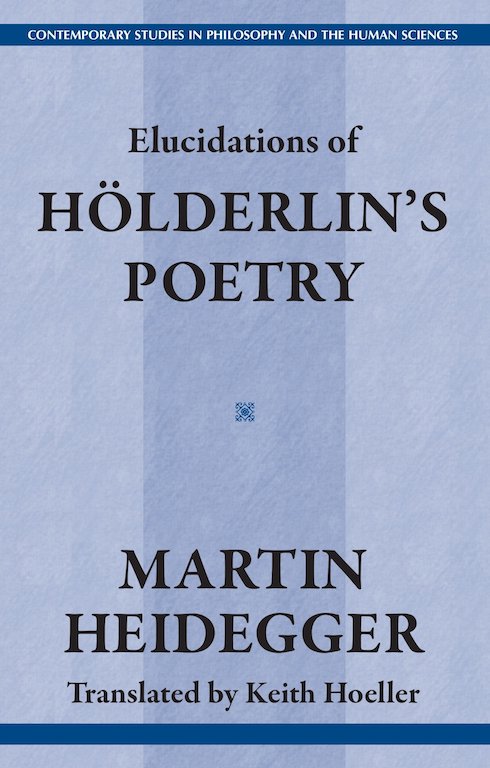 CONTEMPORARY STUDIES IN PHILOSOPHY AND THE HUMAN SCIENCES
Elucidations of
HÖLDERLIN'S
POETRY
MARTIN
HEIDEGGER
Translated by Keith Hoeller